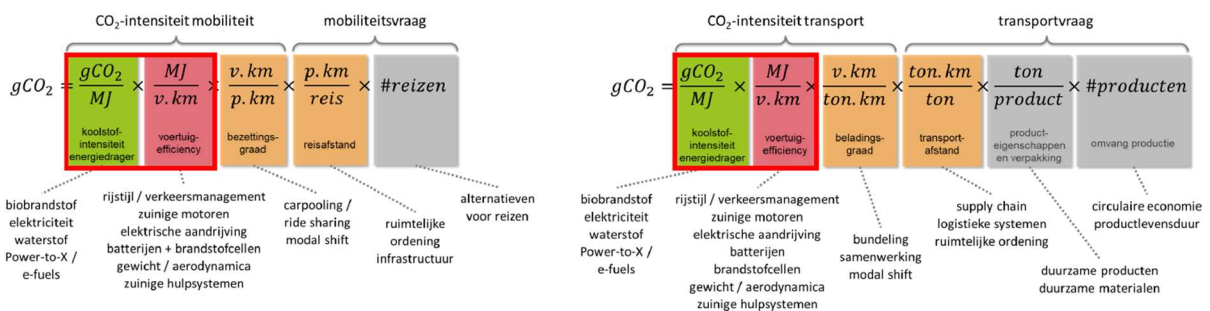 CO₂-intensiteit mobiliteit
mobiliteitsvraag
gCO₂ = gCO₂/MJ × MJ/v.km × v.km/p.km × p.km/reis × #reizen
koolstof-
intensiteit
energiedrager
voertuig-
efficiency
bezettings-
graad
reisafstand
biobrandstof
elektriciteit
waterstof
Power-to-X /
e-fuels
rijstijl / verkeersmanagement
zuinige motoren
elektrische aandrijving
batterijen + brandstofcellen
gewicht / aerodynamica
zuinige hulpsystemen
carpooling /
ride sharing
modal shift
ruimtelijke
ordening
infrastructuur
alternatieven
voor reizen
CO₂-intensiteit transport
transportvraag
gCO₂ = gCO₂/MJ × MJ/v.km × v.km/ton.km × ton.km/ton × ton/product × #producten
koolstof-
intensiteit
energiedrager
voertuig-
efficiency
beladings-
graad
transport-
afstand
product-
eigenschappen
en verpakking
omvang productie
biobrandstof
elektriciteit
waterstof
Power-to-X /
e-fuels
rijstijl / verkeersmanagement
zuinige motoren
elektrische aandrijving
batterijen
brandstofcellen
gewicht / aerodynamica
zuinige hulpsystemen
bundeling
samenwerking
modal shift
supply chain
logistieke systemen
ruimtelijke ordening
duurzame producten
duurzame materialen
circulaire economie
productlevensduur